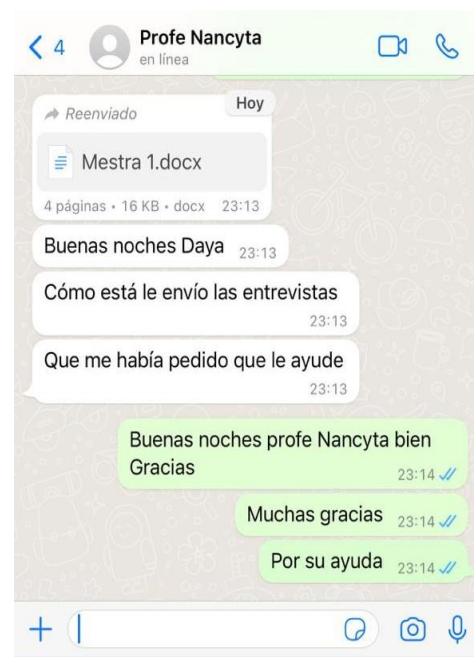 4
Profe Nancyta
en línea
Hoy
Reenviado
Mestra 1.docx
4 páginas • 16 KB • docx 23:13
Buenas noches Daya 23:13
Cómo está le envío las entrevistas
23:13
Que me había pedido que le ayude
23:13
Buenas noches profe Nancyta bien
Gracias 23:14
Muchas gracias 23:14
Por su ayuda 23:14